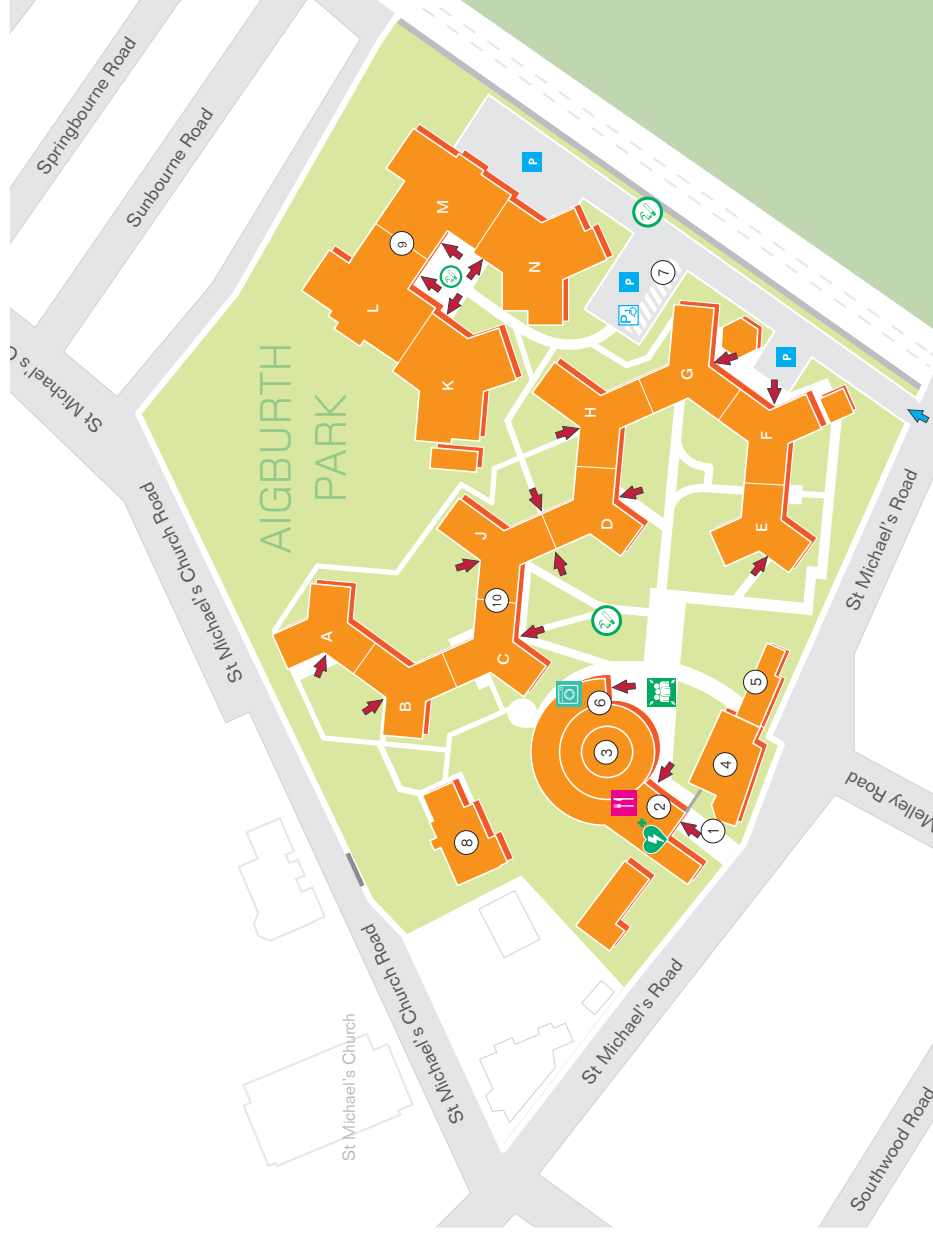 Springbourne Road
Sunbourne Road
St Michael's C
St Michael's Church Road
St Michael's Church Road
St Michael's Church
AIGBURTH
PARK
St Michael's Road
St Michael's Road
Melley Road
Southwood Road
A
B
C
D
E
F
G
H
J
K
L
M
N
1
2
3
4
5
6
7
8
9
10
P
P
P
P